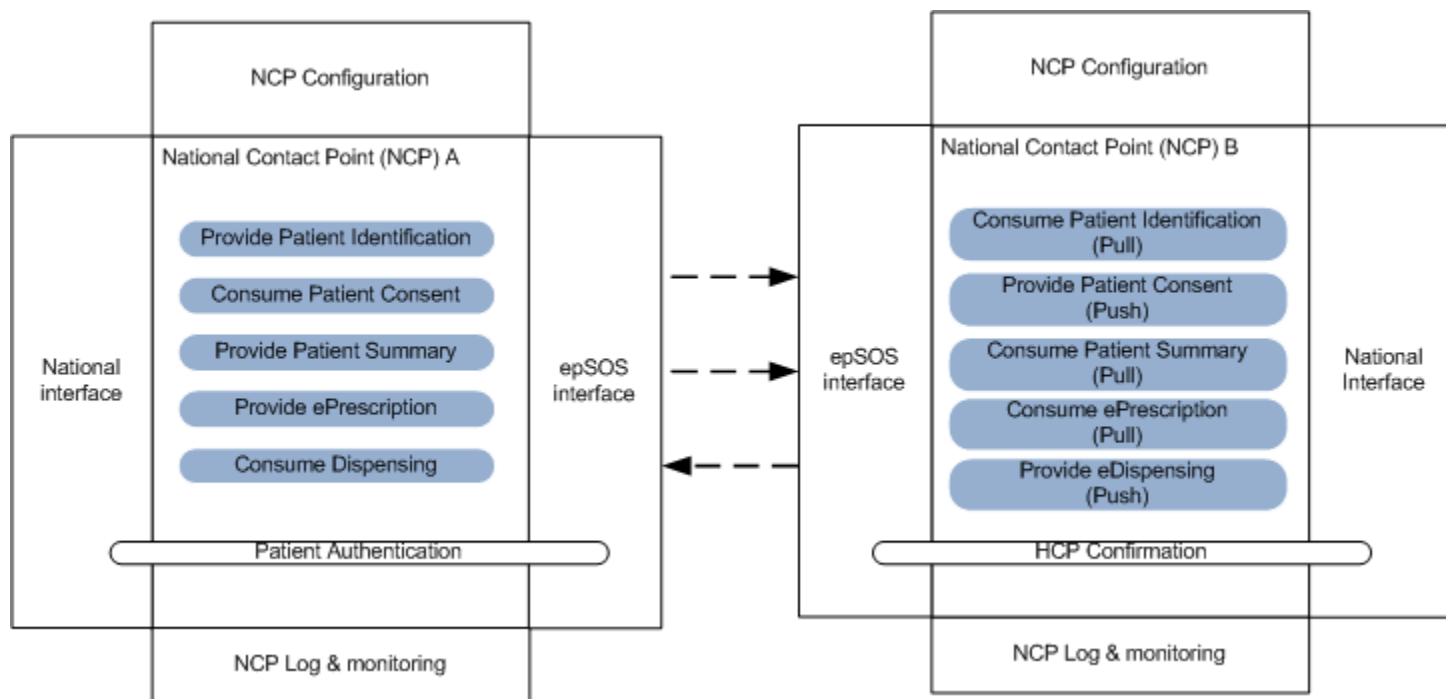 NCP Configuration
National Contact Point (NCP) A
Provide Patient Identification
Consume Patient Consent
Provide Patient Summary
Provide ePrescription
Consume Dispensing
National
interface
epSOS
interface
Patient Authentication
NCP Log & monitoring
NCP Configuration
National Contact Point (NCP) B
Consume Patient Identification
(Pull)
Provide Patient Consent
(Push)
Consume Patient Summary
(Pull)
Consume ePrescription
(Pull)
Provide eDispensing
(Push)
epSOS
interface
National
Interface
HCP Confirmation
NCP Log & monitoring